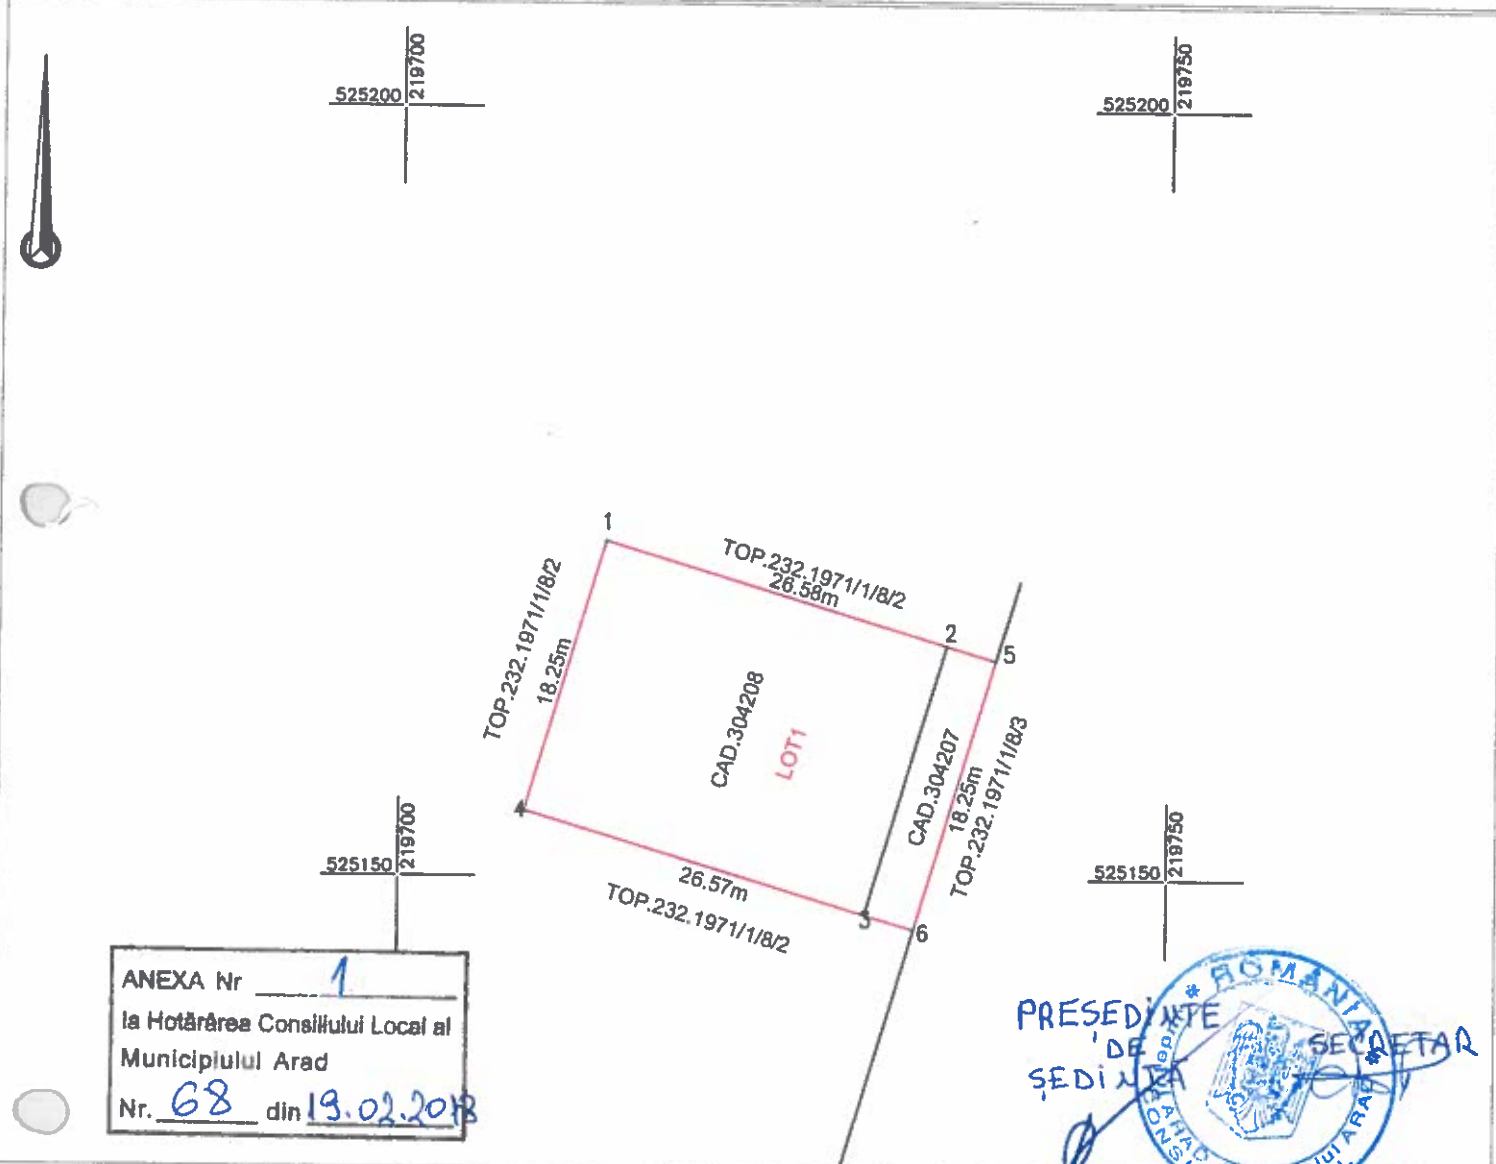 219700
525200
219750
525200
1
TOP.232.1971/1/8/2
26.58m
2
5
TOP.232.1971/1/8/2
18.25m
CAD.304208
LOT1
CAD.304207
18.25m
TOP.232.1971/1/8/3
4
26.57m
TOP.232.1971/1/8/2
3
6
219700
525150
219750
525150
ANEXA Nr 1
la Hotărârea Consiliului Local al
Municipiului Arad
Nr. 68 din 19.02.2018
PREȘEDINTE
DE
ȘEDINȚĂ
SECRETAR
* ROMÂNIA *
ARAD